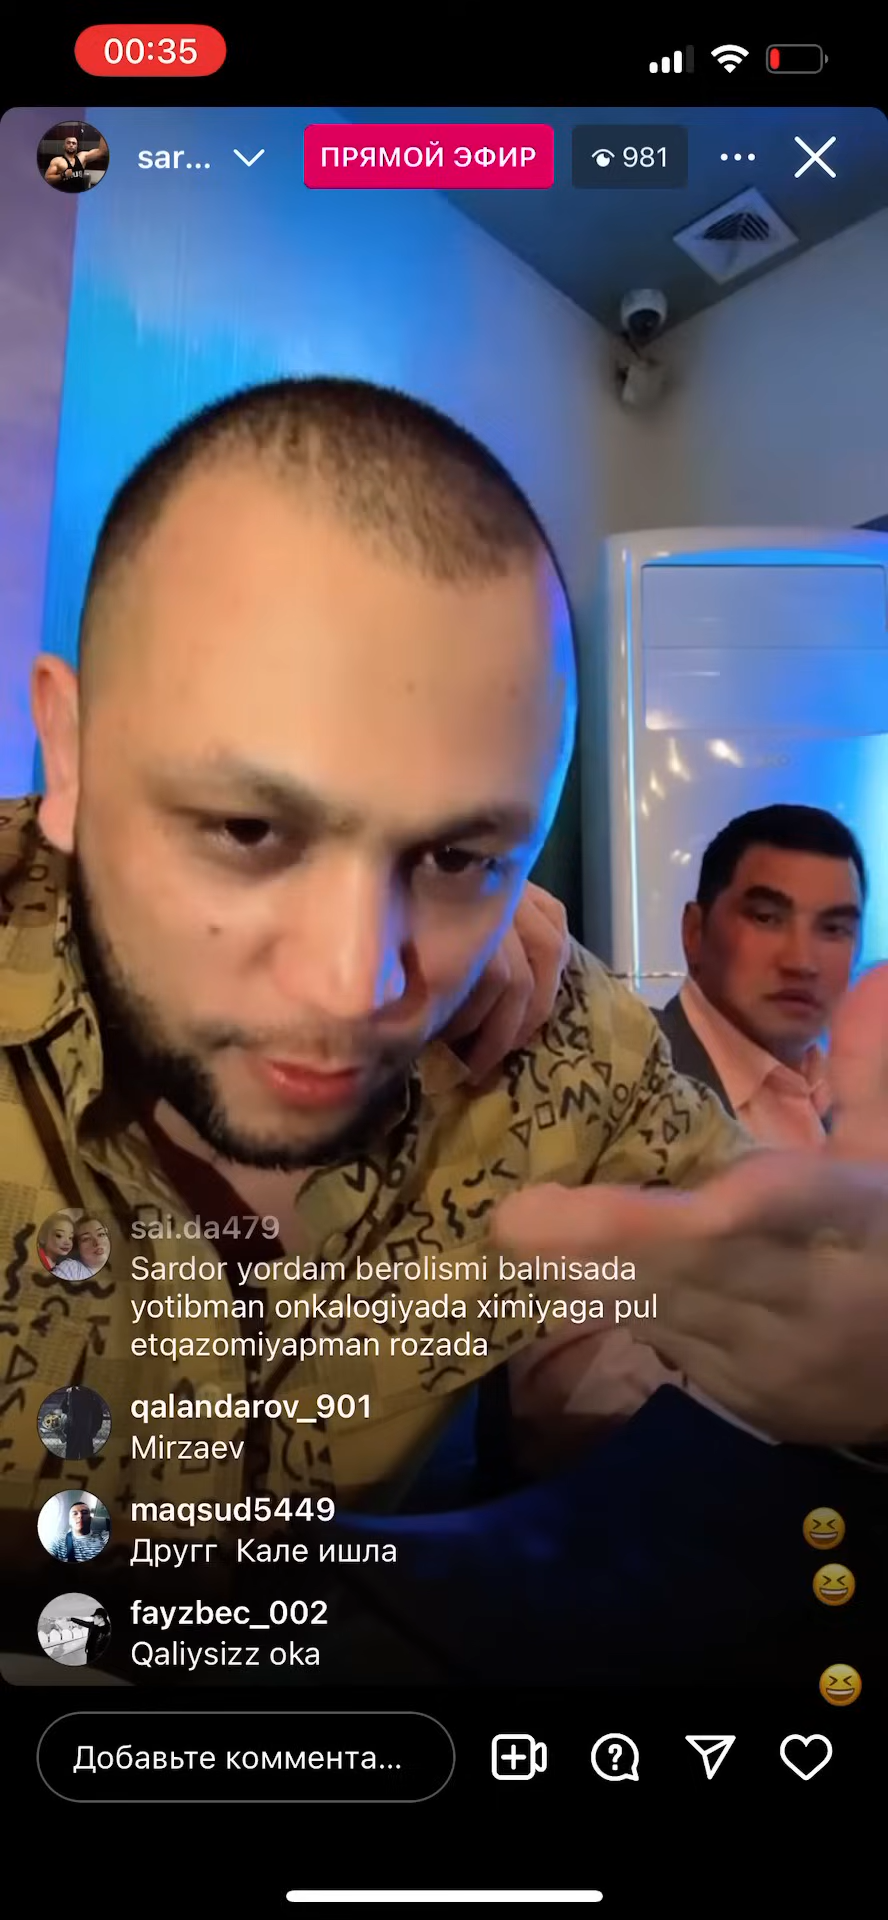 00:35
sar...
ПРЯМОЙ ЭФИР
981
sai.da479
Sardor yordam berolismi balnisada
yotibman onkalogiyada ximiyaga pul
etqazomiyapman rozada
qalandarov_901
Mirzaev
maqsud5449
Другг Кале ишла
fayzbec_002
Qaliysizz oka
Добавьте коммента...